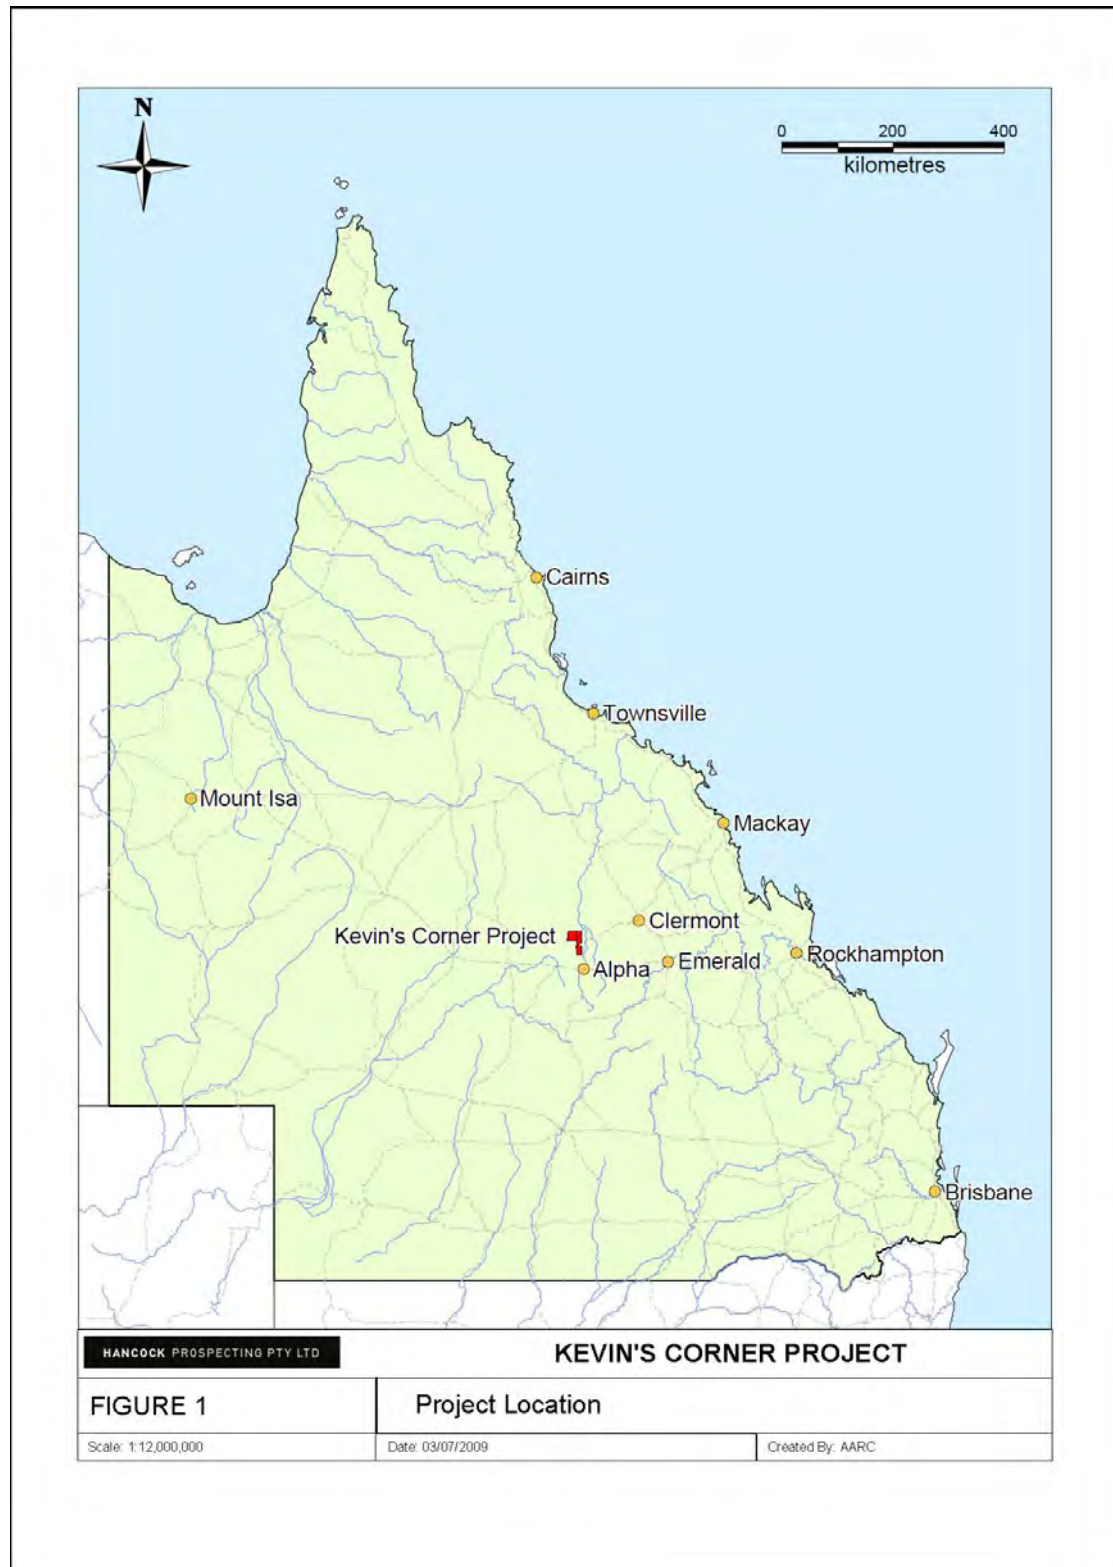 N
0 200 400
kilometres
Cairns
Townsville
Mount Isa
Mackay
Clermont
Kevin's Corner Project
Emerald
Rockhampton
Alpha
Brisbane
HANCOCK PROSPECTING PTY LTD
KEVIN'S CORNER PROJECT
FIGURE 1
Project Location
Scale: 1:12,000,000
Date: 03/07/2009
Created By: AARC